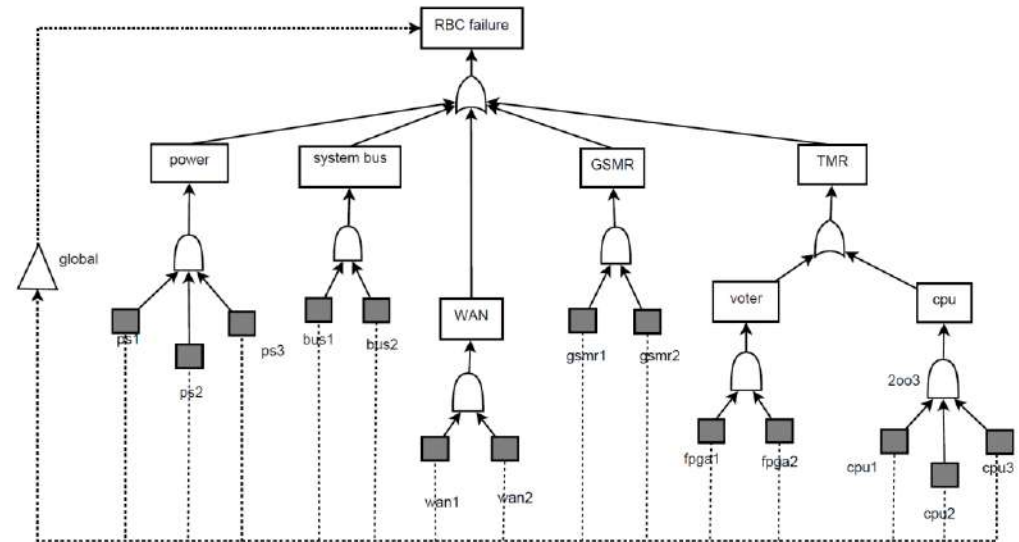 RBC failure
power
system bus
GSMR
TMR
global
voter
cpu
WAN
ps1
ps3
bus1
bus2
gsmr1
gsmr2
ps2
2oo3
fpga1
fpga2
cpu1
cpu3
wan1
wan2
cpu2